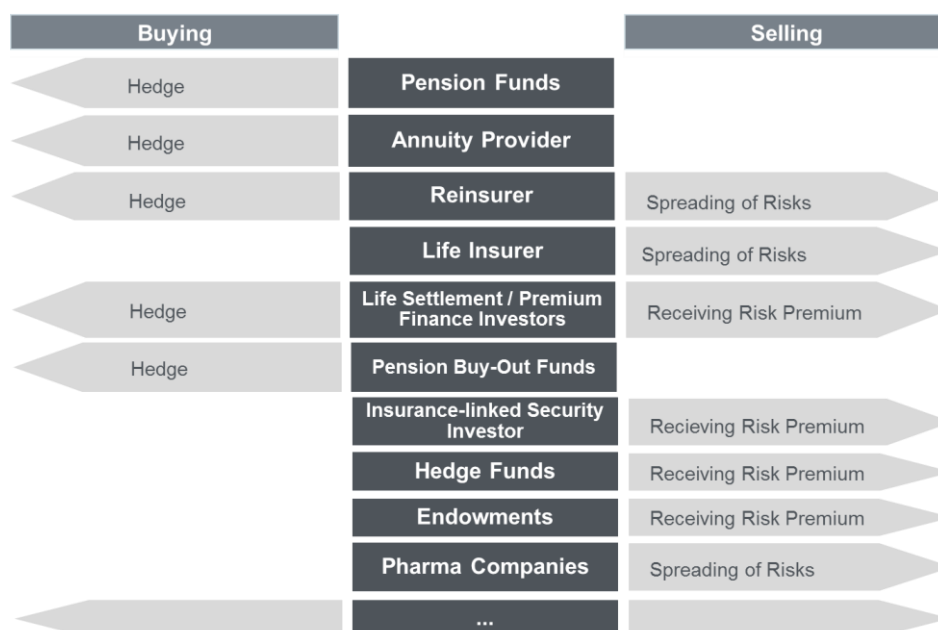 Buying
Selling
Hedge
Pension Funds
Hedge
Annuity Provider
Hedge
Reinsurer
Spreading of Risks
Life Insurer
Spreading of Risks
Hedge
Life Settlement / Premium
Finance Investors
Receiving Risk Premium
Hedge
Pension Buy-Out Funds
Insurance-linked Security
Investor
Recieving Risk Premium
Hedge Funds
Receiving Risk Premium
Endowments
Receiving Risk Premium
Pharma Companies
Spreading of Risks
...